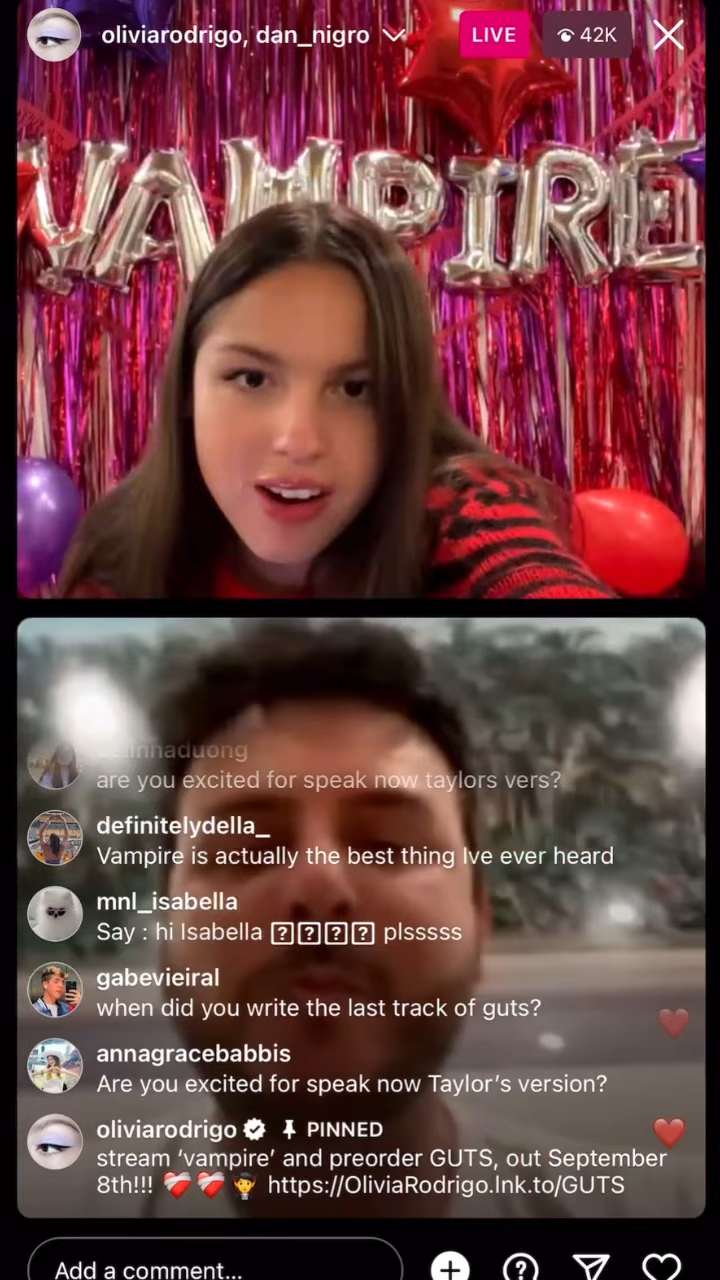 oliviarodrigo, dan_nigro
LIVE
42K
VAMPIRE
are you excited for speak now taylors vers?
definitelydella_
Vampire is actually the best thing Ive ever heard
mnl_isabella
Say : hi Isabella plsssss
gabevieiral
when did you write the last track of guts?
annagracebabbis
Are you excited for speak now Taylor's version?
oliviarodrigo PINNED
stream ‘vampire’ and preorder GUTS, out September
8th!!! ❤️‍🩹❤️‍🩹🧛 https://OliviaRodrigo.lnk.to/GUTS
Add a comment...